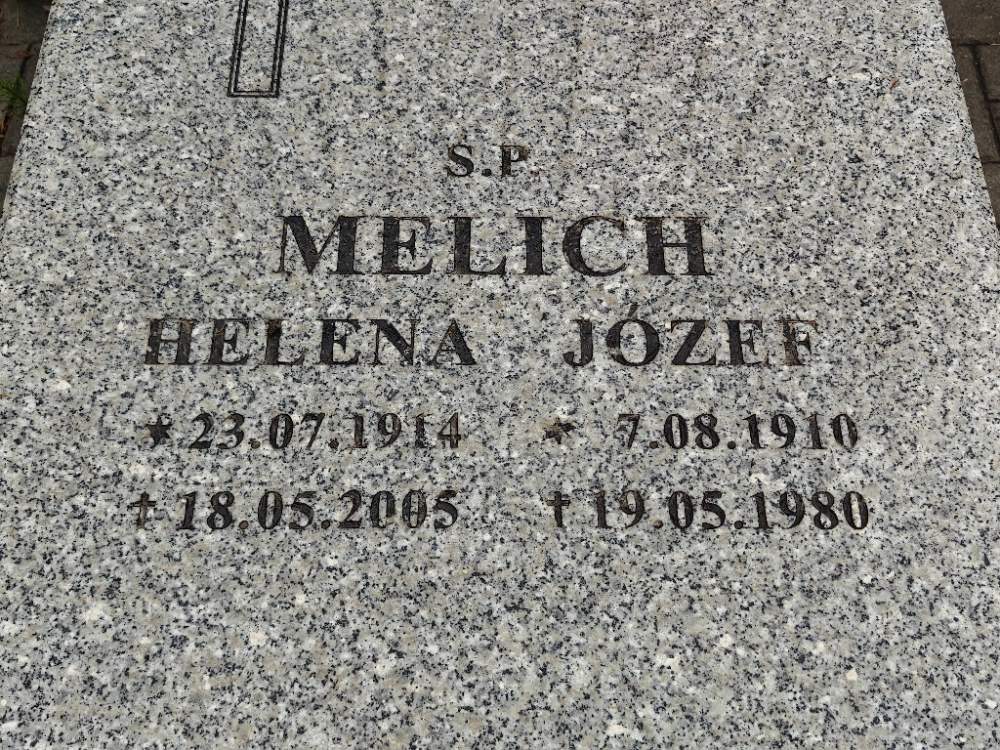 S.P.
MELICH
HELENA JÓZEF
★ 23.07.1914 ★ 7.08.1910
✝ 18.05.2005 ✝ 19.05.1980